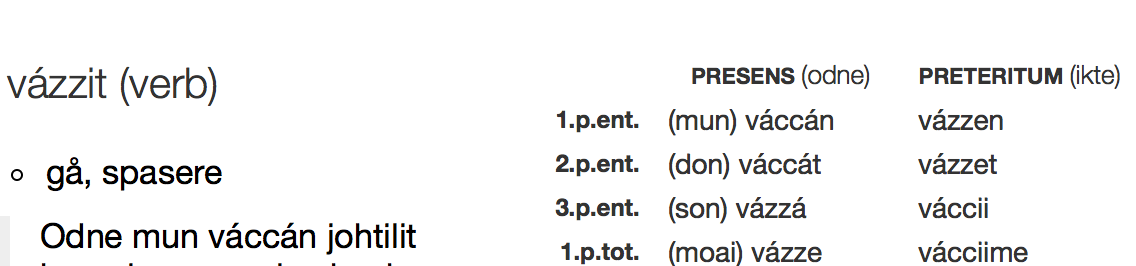 vázzit (verb)
gå, spasere
Odne mun váccán johtilit
PRESENS (odne) PRETERITUM (ikte)
1.p.ent. (mun) váccán vázzen
2.p.ent. (don) váccát vázzet
3.p.ent. (son) vázzá váccii
1.p.tot. (moai) vázze vácciime